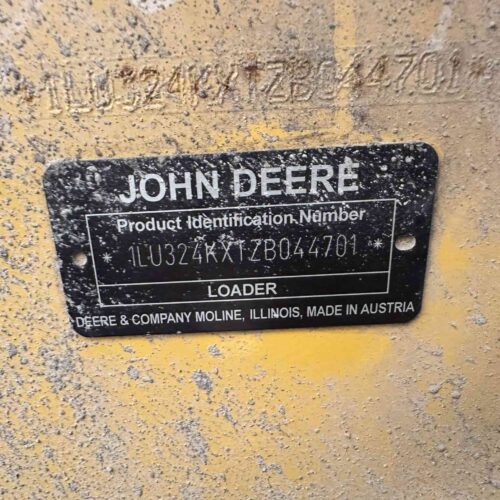 *1LU324KXTZB044701*
JOHN DEERE
Product Identification Number
*1LU324KXTZB044701*
LOADER
DEERE & COMPANY MOLINE, ILLINOIS, MADE IN AUSTRIA